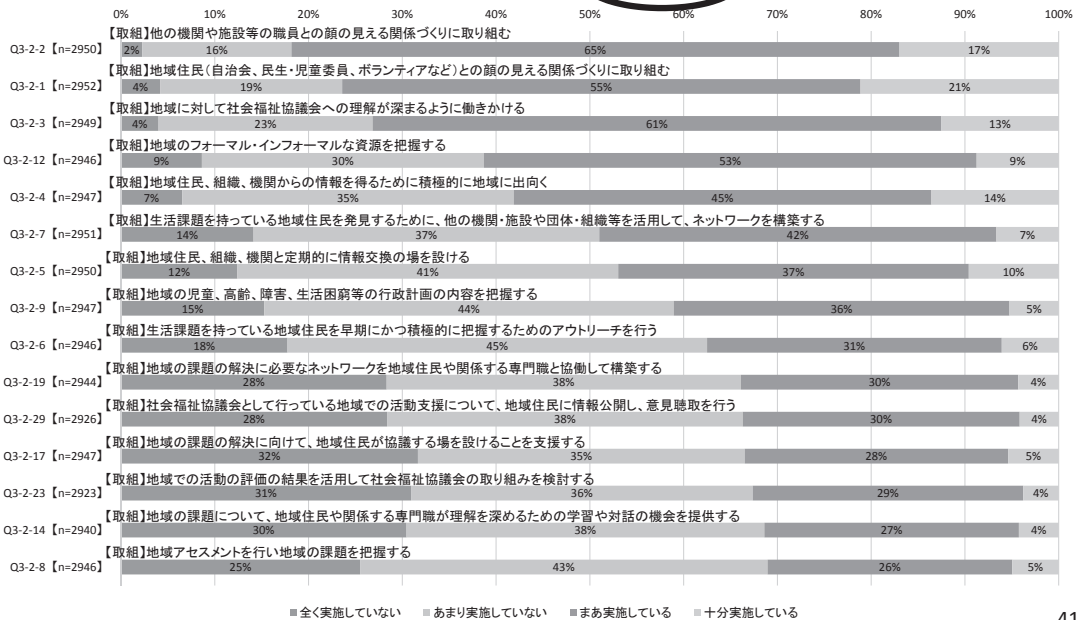 0% 10% 20% 30% 40% 50% 60% 70% 80% 90% 100%
【取組】他の機関や施設等の職員との顔の見える関係づくりに取り組む
Q3-2-2 【n=2950】 2% 16% 65% 17%
【取組】地域住民(自治会、民生・児童委員、ボランティアなど)との顔の見える関係づくりに取り組む
Q3-2-1 【n=2952】 4% 19% 55% 21%
【取組】地域に対して社会福祉協議会への理解が深まるように働きかける
Q3-2-3 【n=2949】 4% 23% 61% 13%
【取組】地域のフォーマル・インフォーマルな資源を把握する
Q3-2-12 【n=2946】 9% 30% 53% 9%
【取組】地域住民、組織、機関からの情報を得るために積極的に地域に出向く
Q3-2-4 【n=2947】 7% 35% 45% 14%
【取組】生活課題を持っている地域住民を発見するために、他の機関・施設や団体・組織等を活用して、ネットワークを構築する
Q3-2-7 【n=2951】 14% 37% 42% 7%
【取組】地域住民、組織、機関と定期的に情報交換の場を設ける
Q3-2-5 【n=2950】 12% 41% 37% 10%
【取組】地域の児童、高齢、障害、生活困窮等の行政計画の内容を把握する
Q3-2-9 【n=2947】 15% 44% 36% 5%
【取組】生活課題を持っている地域住民を早期にかつ積極的に把握するためのアウトリーチを行う
Q3-2-6 【n=2946】 18% 45% 31% 6%
【取組】地域の課題の解決に必要なネットワークを地域住民や関係する専門職と協働して構築する
Q3-2-19 【n=2944】 28% 38% 30% 4%
【取組】社会福祉協議会として行っている地域での活動支援について、地域住民に情報公開し、意見聴取を行う
Q3-2-29 【n=2926】 28% 38% 30% 4%
【取組】地域の課題の解決に向けて、地域住民が協議する場を設けることを支援する
Q3-2-17 【n=2947】 32% 35% 28% 5%
【取組】地域での活動の評価の結果を活用して社会福祉協議会の取り組みを検討する
Q3-2-23 【n=2923】 31% 36% 29% 4%
【取組】地域の課題について、地域住民や関係する専門職が理解を深めるための学習や対話の機会を提供する
Q3-2-14 【n=2940】 30% 38% 27% 4%
【取組】地域アセスメントを行い地域の課題を把握する
Q3-2-8 【n=2946】 25% 43% 26% 5%
■全く実施していない ■あまり実施していない ■まあ実施している ■十分実施している
41